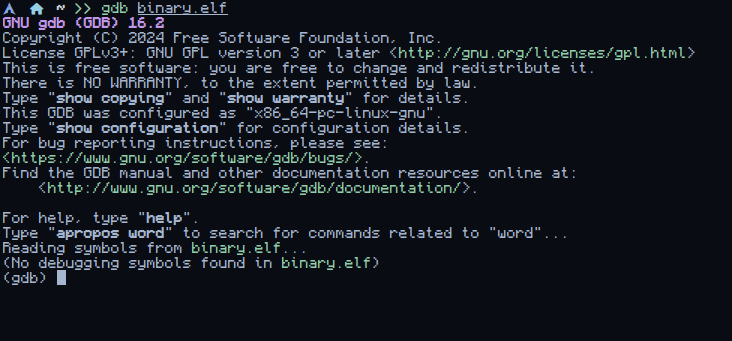 ~ >> gdb binary.elf
GNU gdb (GDB) 16.2
Copyright (C) 2024 Free Software Foundation, Inc.
License GPLv3+: GNU GPL version 3 or later <http://gnu.org/licenses/gpl.html>
This is free software: you are free to change and redistribute it.
There is NO WARRANTY, to the extent permitted by law.
Type "show copying" and "show warranty" for details.
This GDB was configured as "x86_64-pc-linux-gnu".
Type "show configuration" for configuration details.
For bug reporting instructions, please see:
<https://www.gnu.org/software/gdb/bugs/>.
Find the GDB manual and other documentation resources online at:
    <http://www.gnu.org/software/gdb/documentation/>.

For help, type "help".
Type "apropos word" to search for commands related to "word"...
Reading symbols from binary.elf...
(No debugging symbols found in binary.elf)
(gdb)